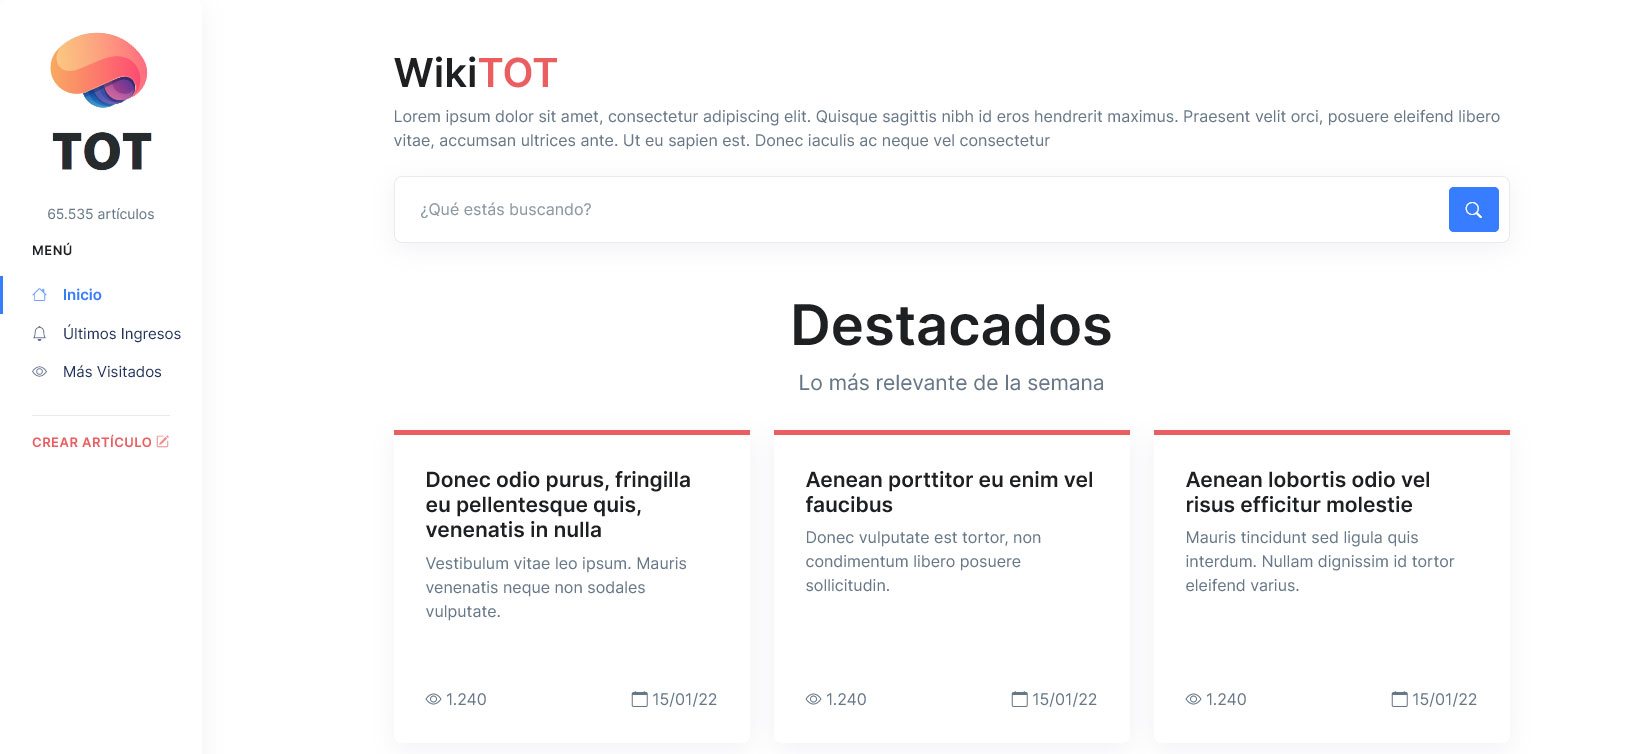 TOT
65.535 artículos
MENÚ
Inicio
Últimos Ingresos
Más Visitados
CREAR ARTÍCULO
WikiTOT
Lorem ipsum dolor sit amet, consectetur adipiscing elit. Quisque sagittis nibh id eros hendrerit maximus. Praesent velit orci, posuere eleifend libero
vitae, accumsan ultrices ante. Ut eu sapien est. Donec iaculis ac neque vel consectetur
¿Qué estás buscando?
Destacados
Lo más relevante de la semana
Donec odio purus, fringilla
eu pellentesque quis,
venenatis in nulla
Vestibulum vitae leo ipsum. Mauris
venenatis neque non sodales
vulputate.
1.240 15/01/22
Aenean porttitor eu enim vel
faucibus
Donec vulputate est tortor, non
condimentum libero posuere
sollicitudin.
1.240 15/01/22
Aenean lobortis odio vel
risus efficitur molestie
Mauris tincidunt sed ligula quis
interdum. Nullam dignissim id tortor
eleifend varius.
1.240 15/01/22